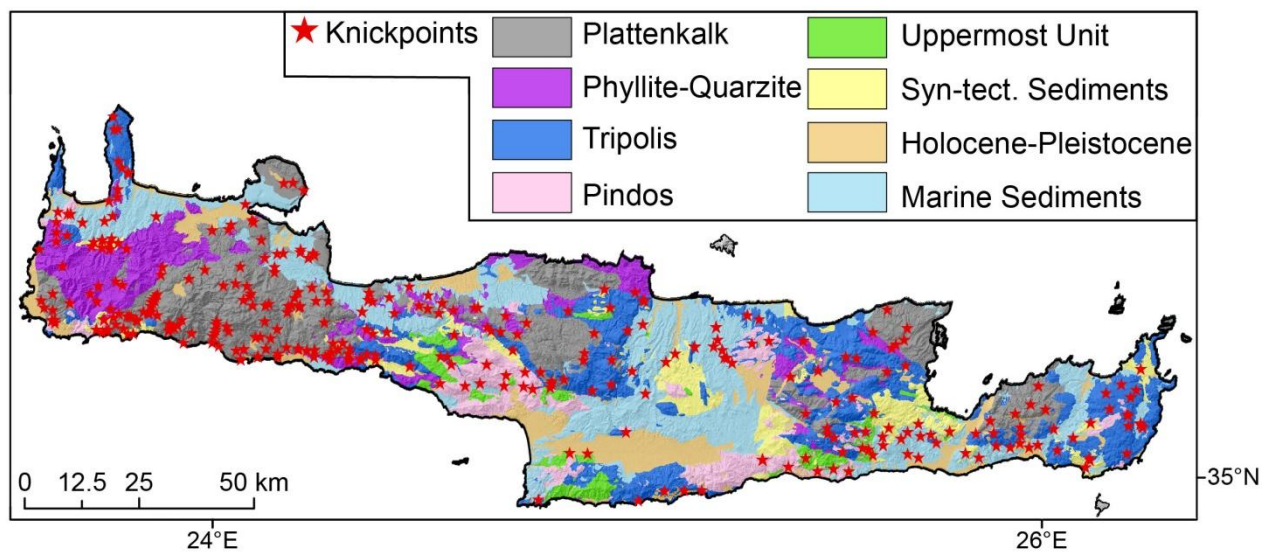 Knickpoints
Plattenkalk
Phyllite-Quarzite
Tripolis
Pindos
Uppermost Unit
Syn-tect. Sediments
Holocene-Pleistocene
Marine Sediments
0 12.5 25 50 km
35°N
24°E 26°E